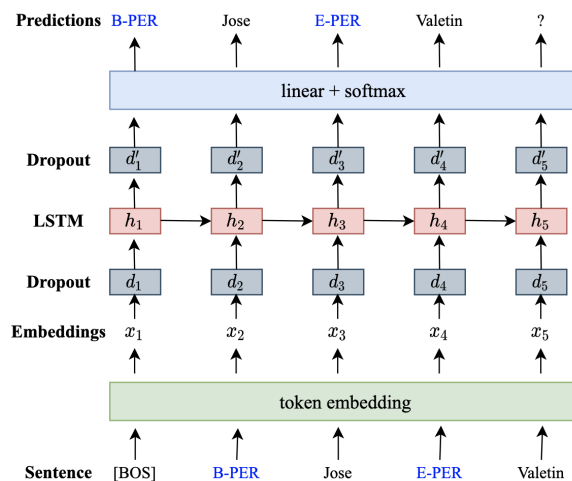 Predictions B-PER Jose E-PER Valetin ?
linear + softmax
Dropout d′₁ d′₂ d′₃ d′₄ d′₅
LSTM h₁ h₂ h₃ h₄ h₅
Dropout d₁ d₂ d₃ d₄ d₅
Embeddings x₁ x₂ x₃ x₄ x₅
token embedding
Sentence [BOS] B-PER Jose E-PER Valetin